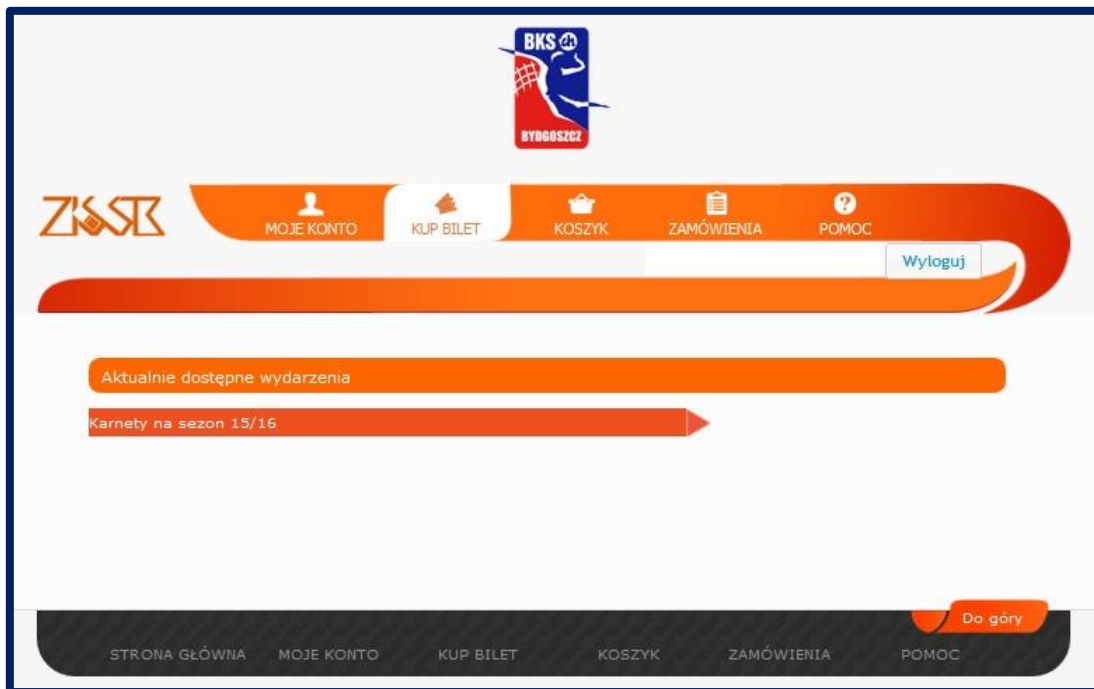 BKS ch
BYDGOSZCZ
MOJE KONTO
KUP BILET
KOSZYK
ZAMÓWIENIA
POMOC
Wyloguj
Aktualnie dostępne wydarzenia
Karnety na sezon 15/16
Do góry
STRONA GŁÓWNA
MOJE KONTO
KUP BILET
KOSZYK
ZAMÓWIENIA
POMOC